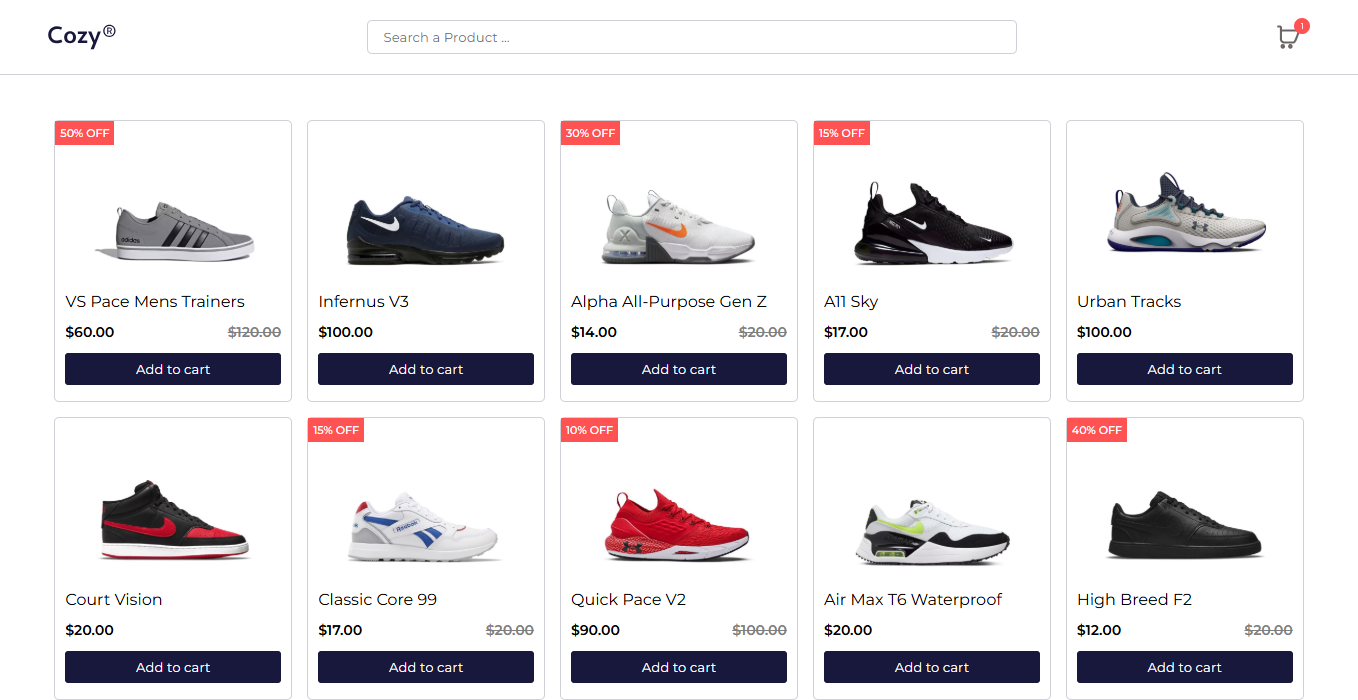 Cozy®
Search a Product ...
1
50% OFF
30% OFF
15% OFF
adidas
VS Pace Mens Trainers
Infernus V3
Alpha All-Purpose Gen Z
A11 Sky
Urban Tracks
$60.00 $120.00
$100.00
$14.00 $20.00
$17.00 $20.00
$100.00
Add to cart
Add to cart
Add to cart
Add to cart
Add to cart
15% OFF
10% OFF
40% OFF
Reebok
Court Vision
Classic Core 99
Quick Pace V2
Air Max T6 Waterproof
High Breed F2
$20.00
$17.00 $20.00
$90.00 $100.00
$20.00
$12.00 $20.00
Add to cart
Add to cart
Add to cart
Add to cart
Add to cart